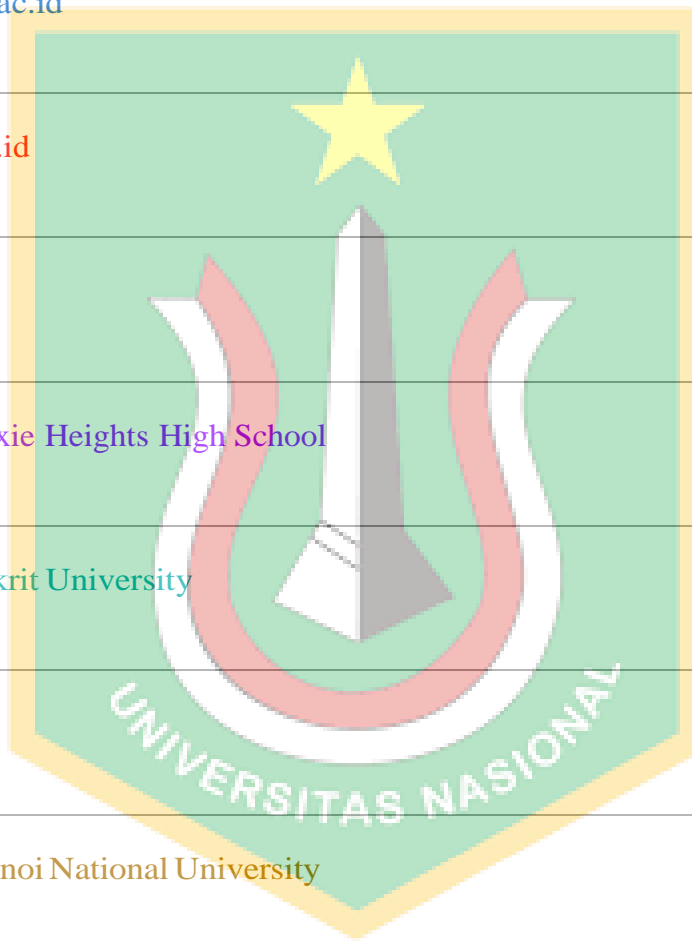 ac.id
.id
xie Heights High School
krit University
UNIVERSITAS NASIONAL
noi National University